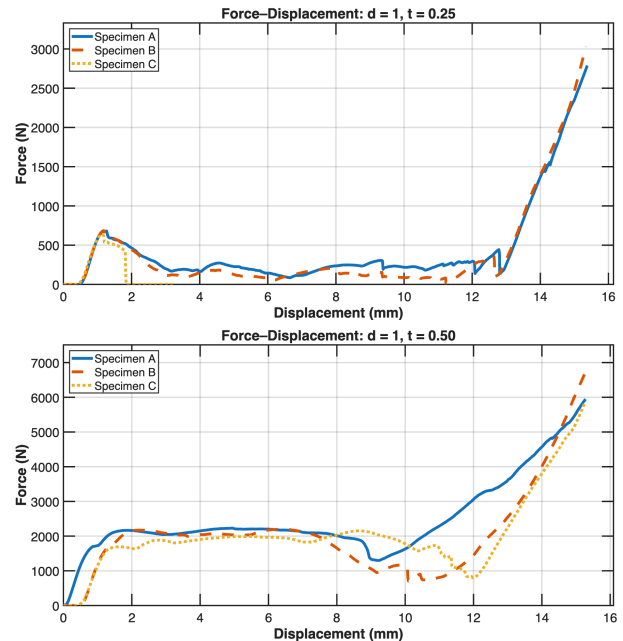 Force–Displacement: d = 1, t = 0.25
Specimen A
Specimen B
Specimen C
Force (N)
3000
2500
2000
1500
1000
500
0
0 2 4 6 8 10 12 14 16
Displacement (mm)
Force–Displacement: d = 1, t = 0.50
Specimen A
Specimen B
Specimen C
Force (N)
7000
6000
5000
4000
3000
2000
1000
0
0 2 4 6 8 10 12 14 16
Displacement (mm)